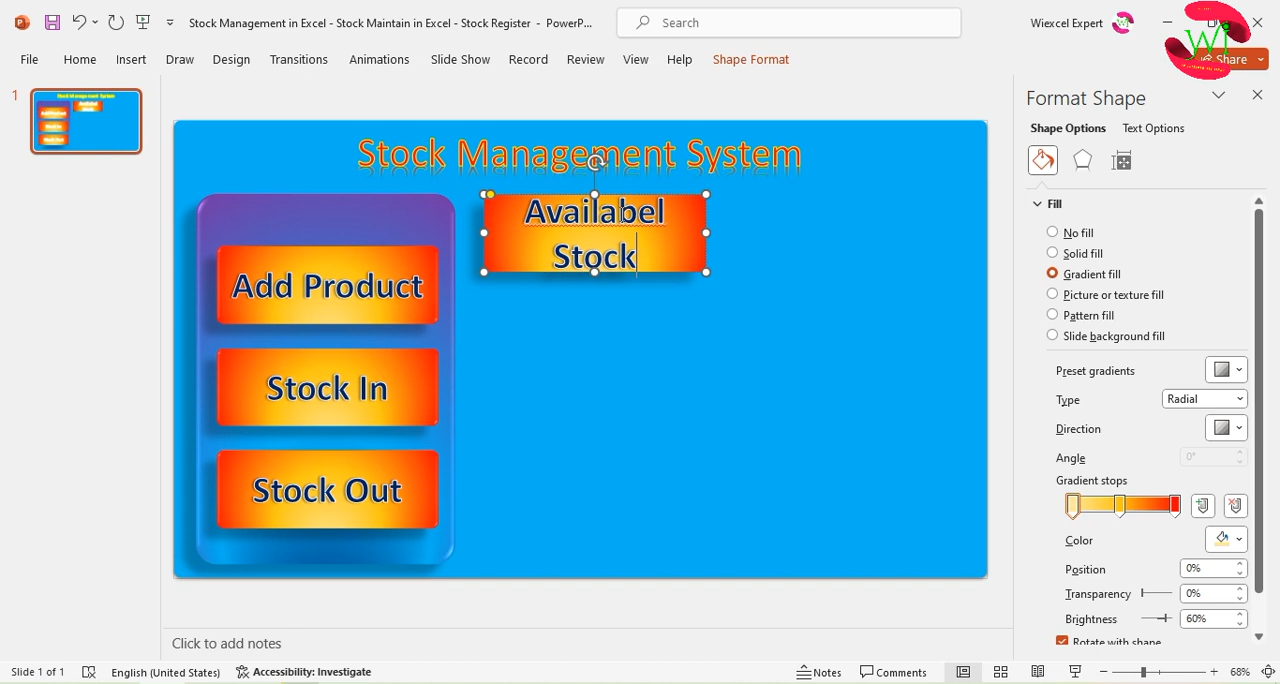 Stock Management in Excel - Stock Maintain in Excel - Stock Register - PowerP...
Search
Wiexcel Expert
Wi
File Home Insert Draw Design Transitions Animations Slide Show Record Review View Help Shape Format
Share
1
Stock Management System
Availabel
Stock
Add Product
Stock In
Stock Out
Format Shape
Shape Options Text Options
Fill
No fill
Solid fill
Gradient fill
Picture or texture fill
Pattern fill
Slide background fill
Preset gradients
Type Radial
Direction
Angle 0°
Gradient stops
Color
Position 0%
Transparency 0%
Brightness 60%
Rotate with shape
Click to add notes
Slide 1 of 1 English (United States) Accessibility: Investigate Notes Comments 68%